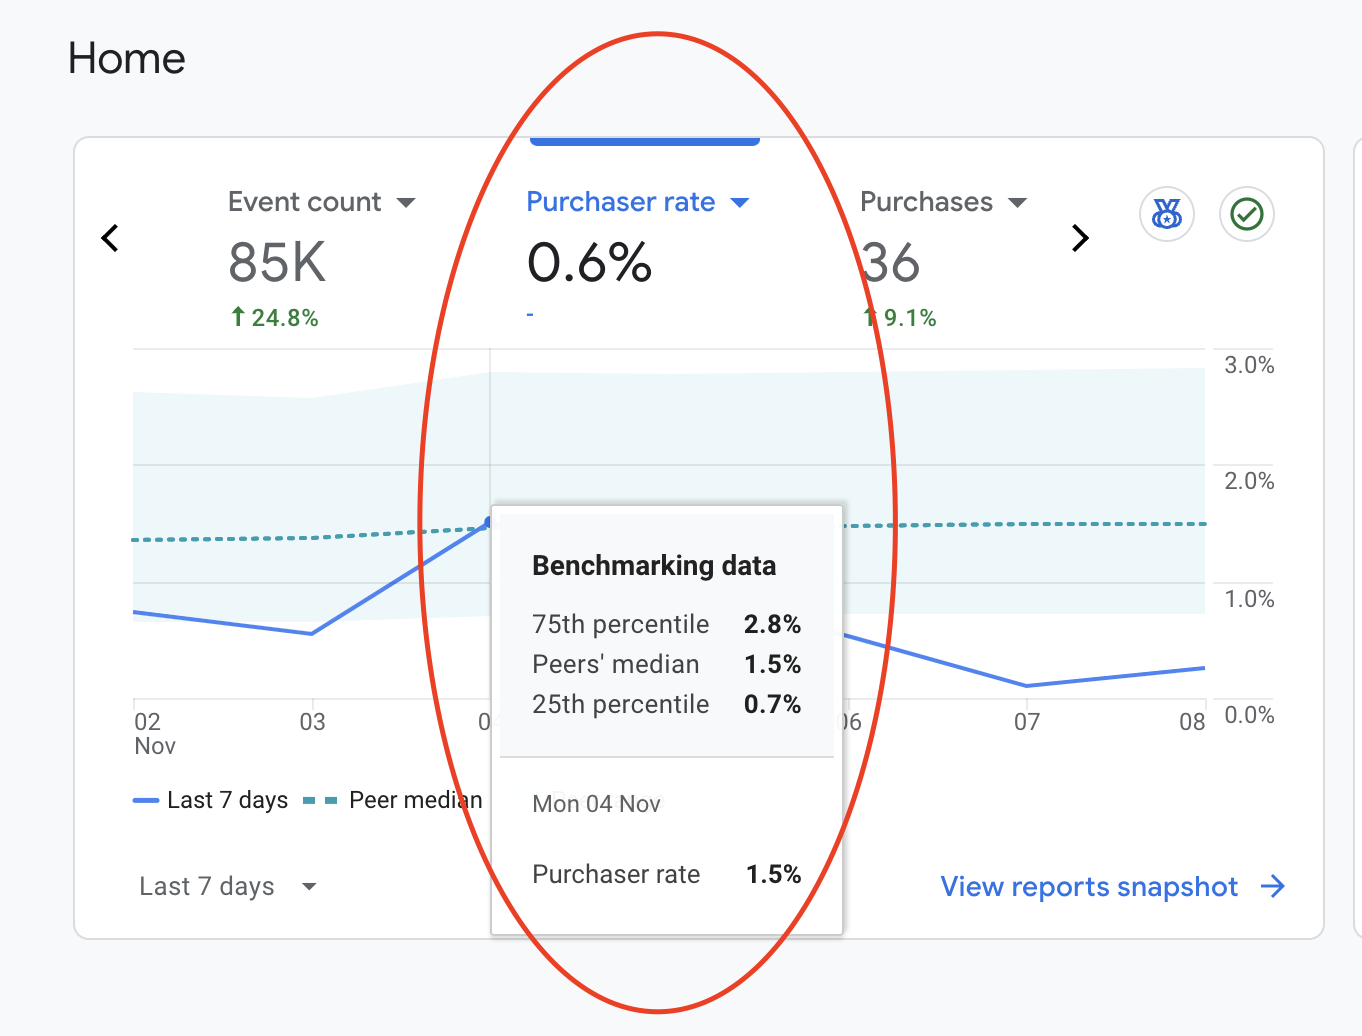 Home
Event count Purchaser rate Purchases
85K 0.6% 36
24.8% - 9.1%
3.0%
2.0%
1.0%
0.0%
Benchmarking data
75th percentile 2.8%
Peers' median 1.5%
25th percentile 0.7%
02 03 0 06 07 08
Nov
Last 7 days Peer median
Mon 04 Nov
Purchaser rate 1.5%
Last 7 days
View reports snapshot